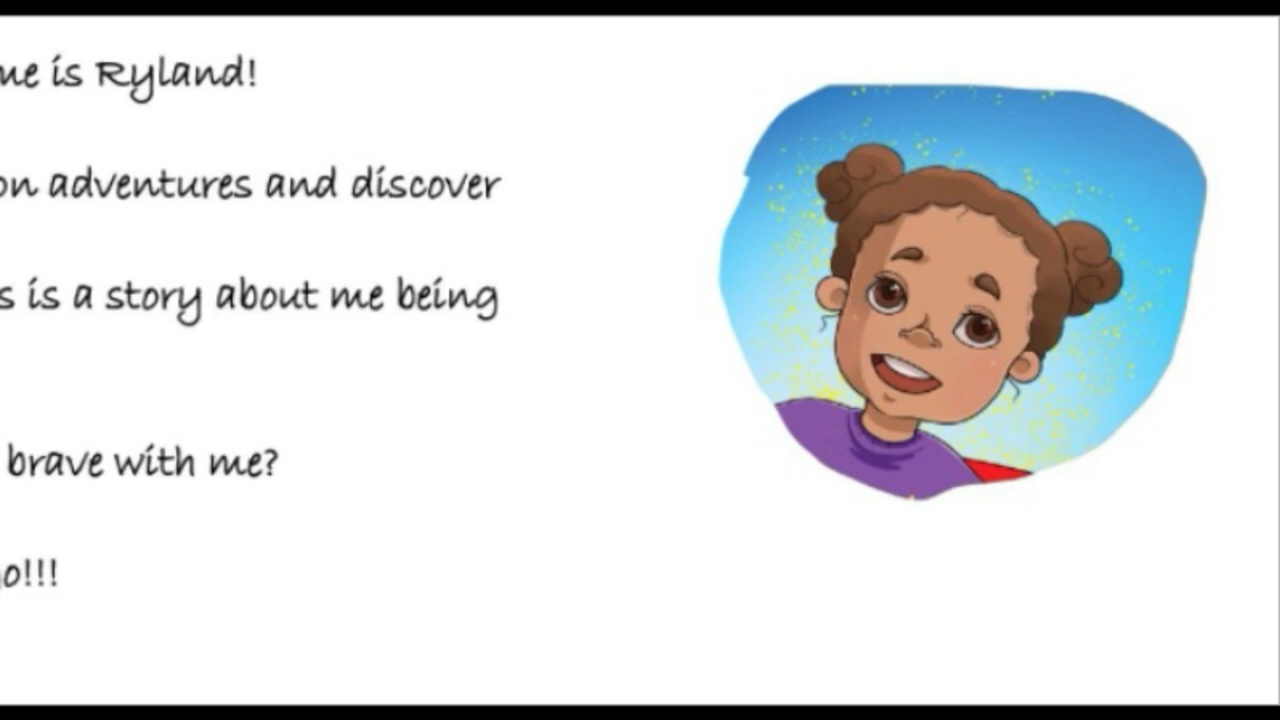 me is Ryland!
on adventures and discover
s is a story about me being
brave with me?
o!!!